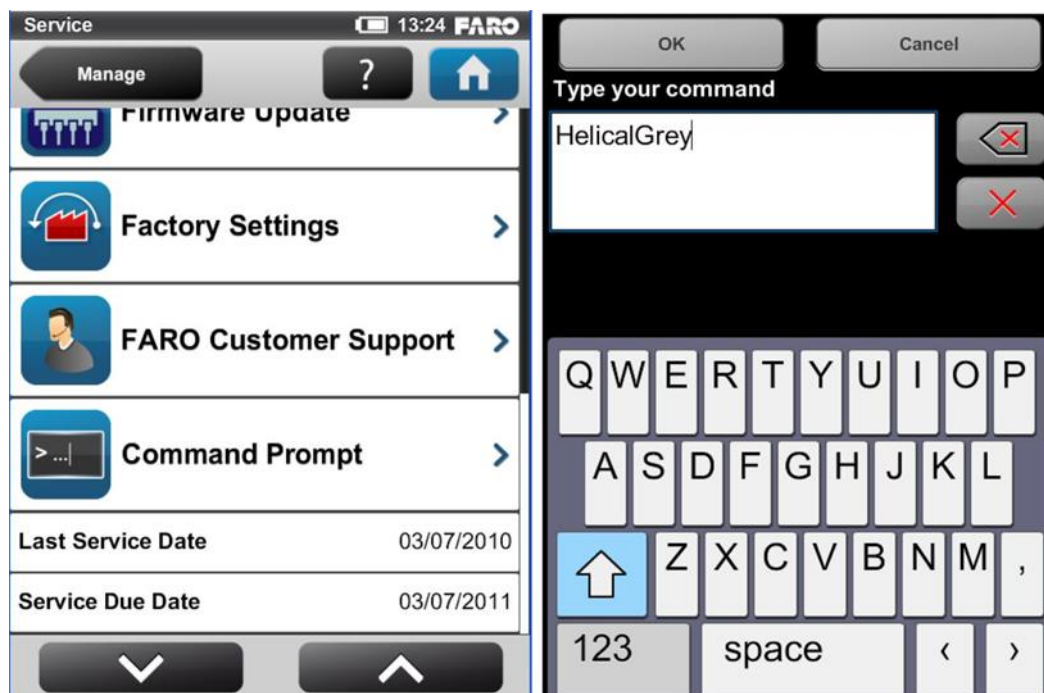 Service 13:24 FARO
Manage ?
Firmware Update
Factory Settings
FARO Customer Support
> ...
Command Prompt
Last Service Date 03/07/2010
Service Due Date 03/07/2011
OK Cancel
Type your command
HelicalGrey
Q W E R T Y U I O P
A S D F G H J K L
Z X C V B N M ,
123 space ‹ ›